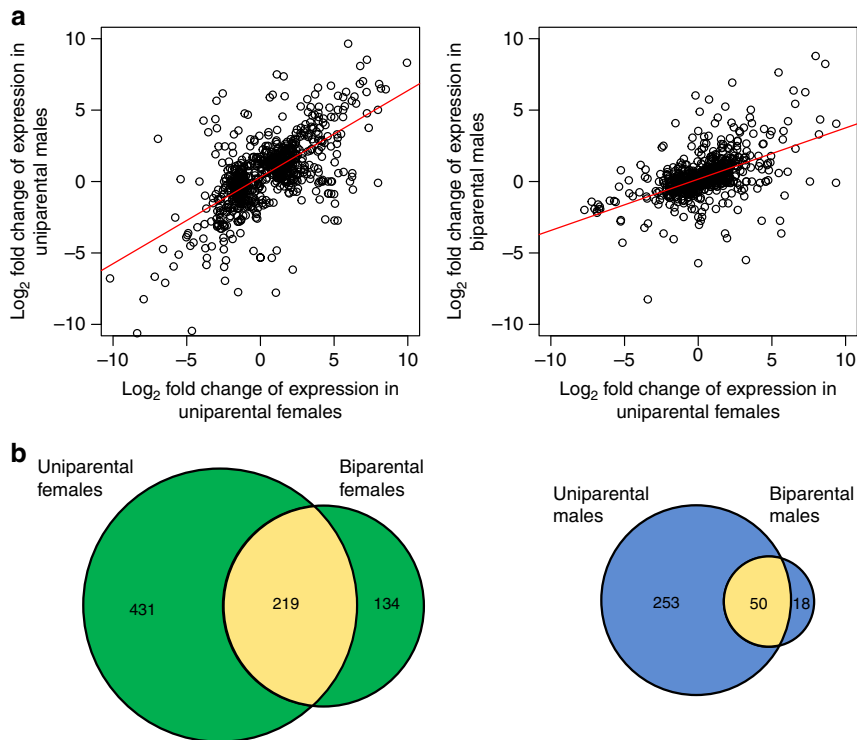 a
Log2 fold change of expression in
uniparental males
10
5
0
−5
−10
−10 −5 0 5 10
Log2 fold change of expression in
uniparental females
Log2 fold change of expression in
biparental males
10
5
0
−5
−10
−10 −5 0 5 10
Log2 fold change of expression in
uniparental females
b
Uniparental
females
Biparental
females
431
219
134
Uniparental
males
Biparental
males
253
50
18